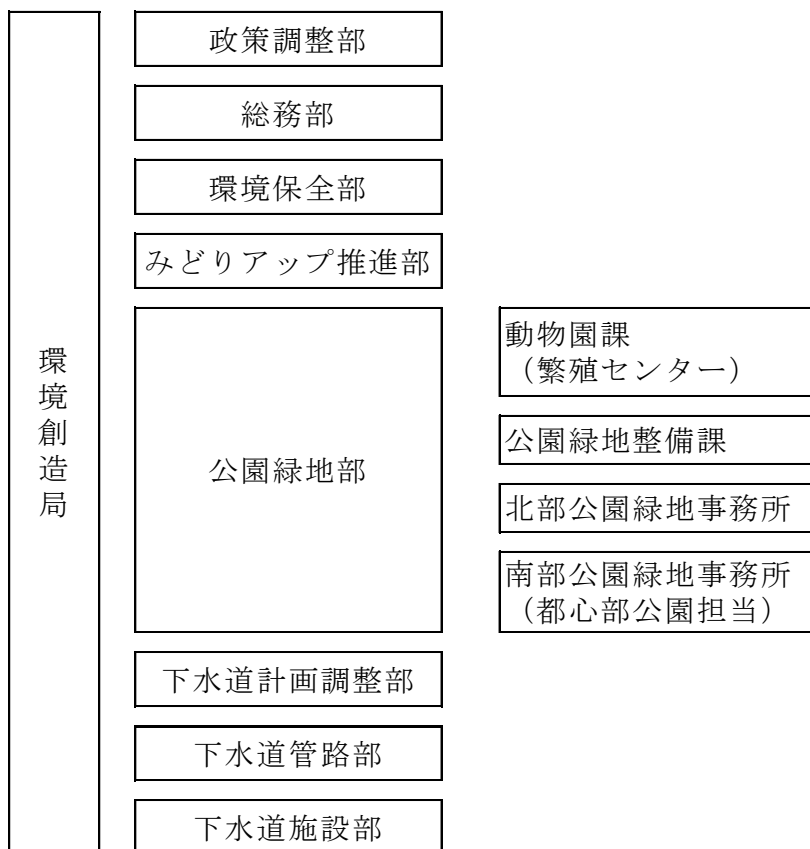 環境創造局
政策調整部
総務部
環境保全部
みどりアップ推進部
公園緑地部
動物園課
（繁殖センター）
公園緑地整備課
北部公園緑地事務所
南部公園緑地事務所
（都心部公園担当）
下水道計画調整部
下水道管路部
下水道施設部